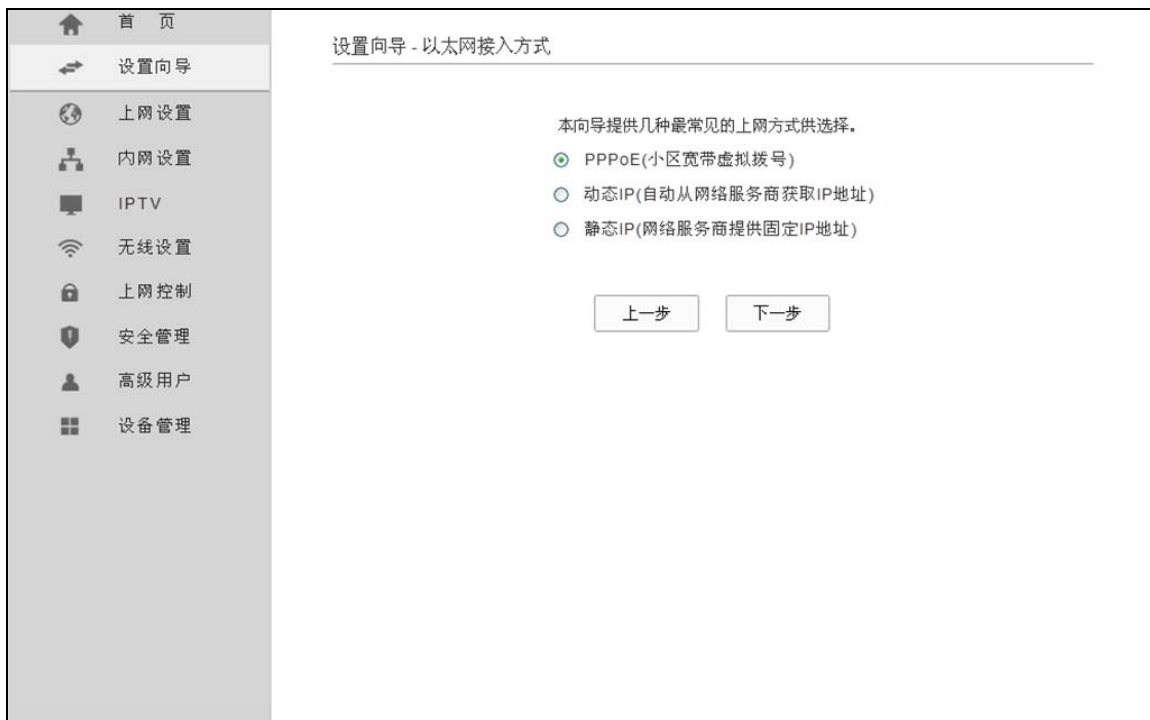 首 页
设置向导
上网设置
内网设置
IPTV
无线设置
上网控制
安全管理
高级用户
设备管理
设置向导 - 以太网接入方式
本向导提供几种最常见的上网方式供选择。
PPPoE(小区宽带虚拟拨号)
动态IP(自动从网络服务商获取IP地址)
静态IP(网络服务商提供固定IP地址)
上一步
下一步